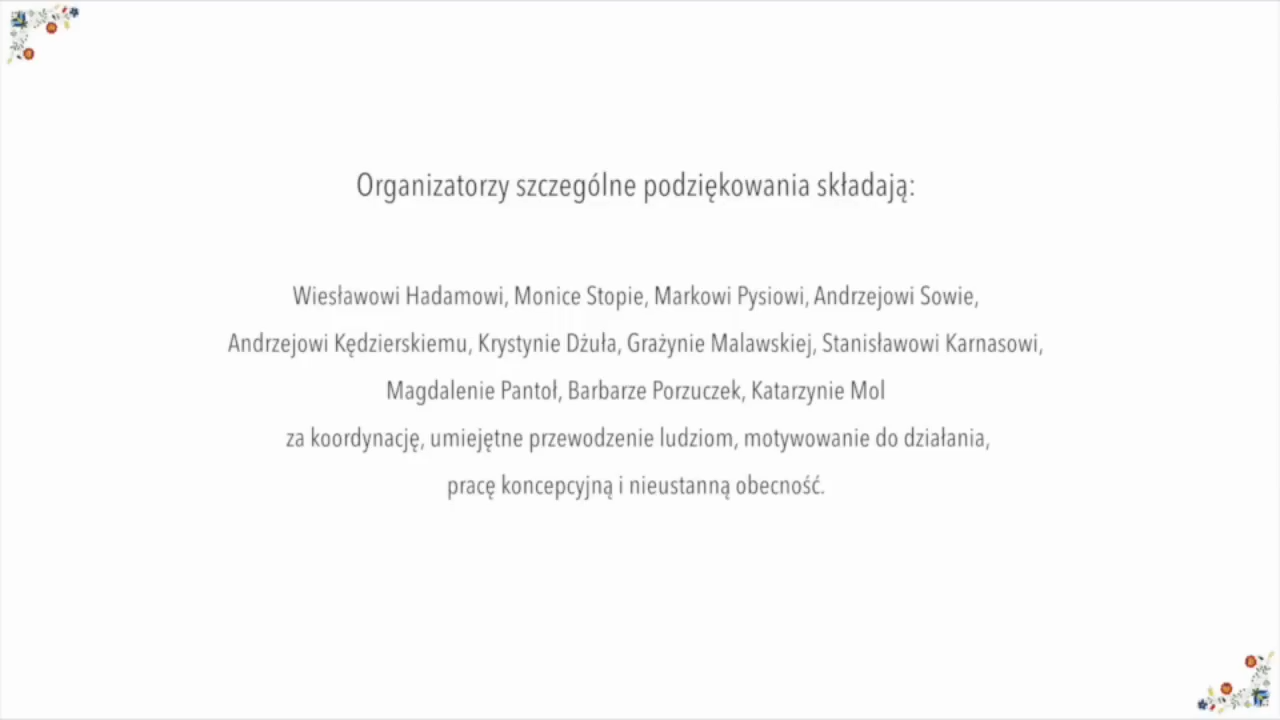 Organizatorzy szczególne podziękowania składają:
Wiesławowi Hadamowi, Monice Stopie, Markowi Pysiowi, Andrzejowi Sowie,
Andrzejowi Kędzierskiemu, Krystynie Dżuła, Grażynie Malawskiej, Stanisławowi Karnasowi,
Magdalenie Pantoł, Barbarze Porzuczek, Katarzynie Mol
za koordynację, umiejętne przewodzenie ludziom, motywowanie do działania,
pracę koncepcyjną i nieustanną obecność.